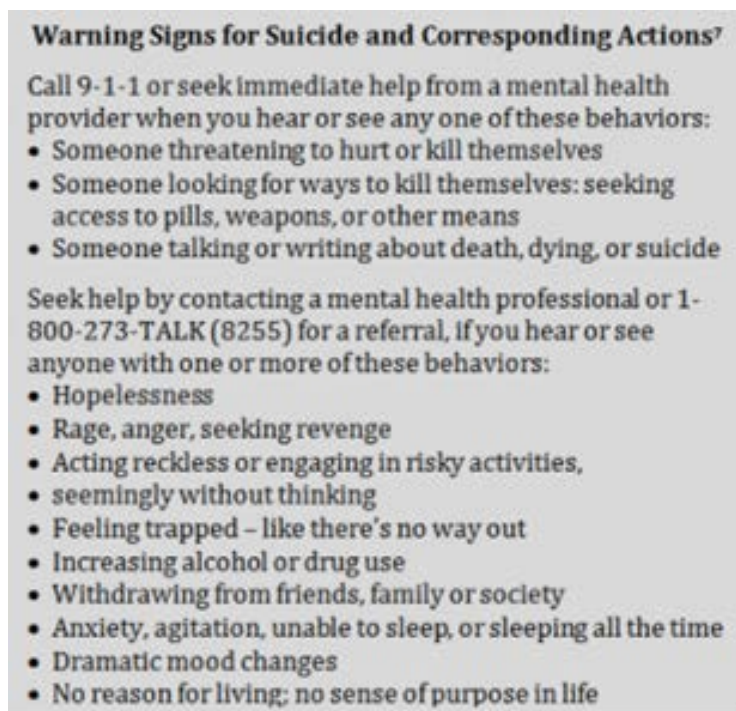 Warning Signs for Suicide and Corresponding Actions⁷
Call 9-1-1 or seek immediate help from a mental health
provider when you hear or see any one of these behaviors:
• Someone threatening to hurt or kill themselves
• Someone looking for ways to kill themselves: seeking
access to pills, weapons, or other means
• Someone talking or writing about death, dying, or suicide
Seek help by contacting a mental health professional or 1-
800-273-TALK (8255) for a referral, if you hear or see
anyone with one or more of these behaviors:
• Hopelessness
• Rage, anger, seeking revenge
• Acting reckless or engaging in risky activities,
• seemingly without thinking
• Feeling trapped – like there's no way out
• Increasing alcohol or drug use
• Withdrawing from friends, family or society
• Anxiety, agitation, unable to sleep, or sleeping all the time
• Dramatic mood changes
• No reason for living; no sense of purpose in life